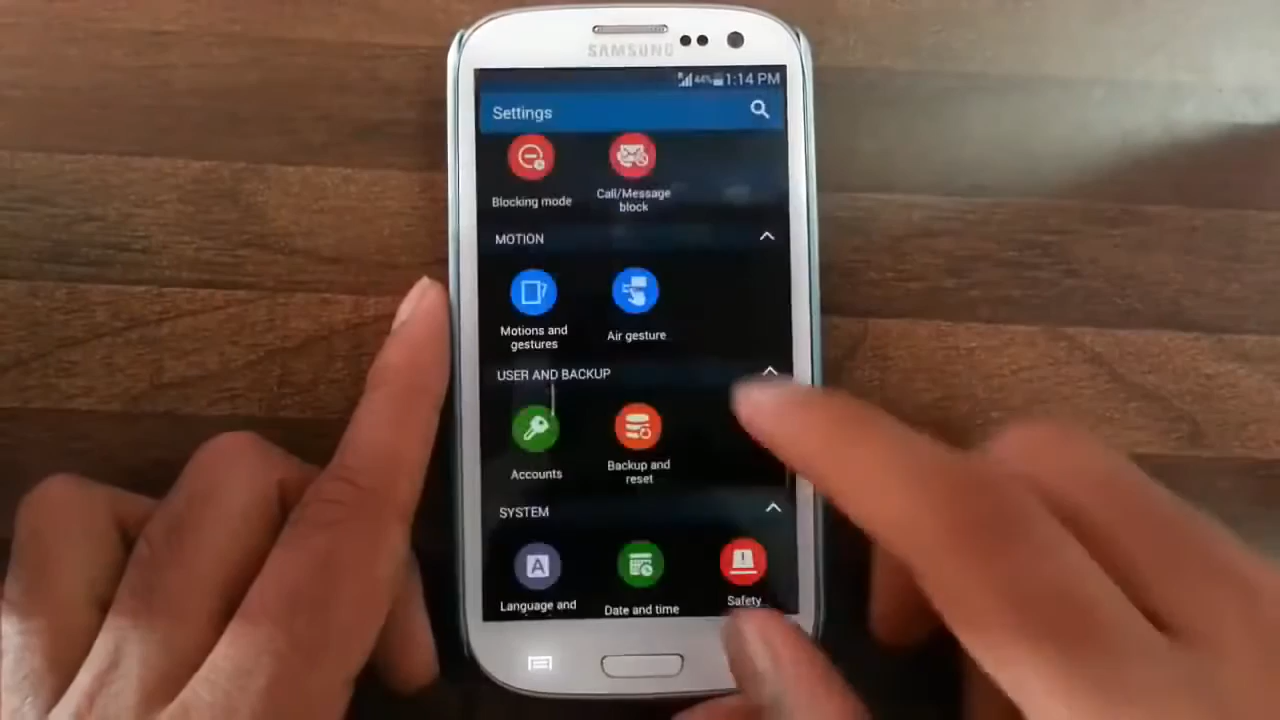 SAMSUNG
44% 1:14 PM
Settings
Blocking mode
Call/Message
block
MOTION
Motions and
gestures
Air gesture
USER AND BACKUP
Accounts
Backup and
reset
SYSTEM
A
Language and
Date and time
Safety